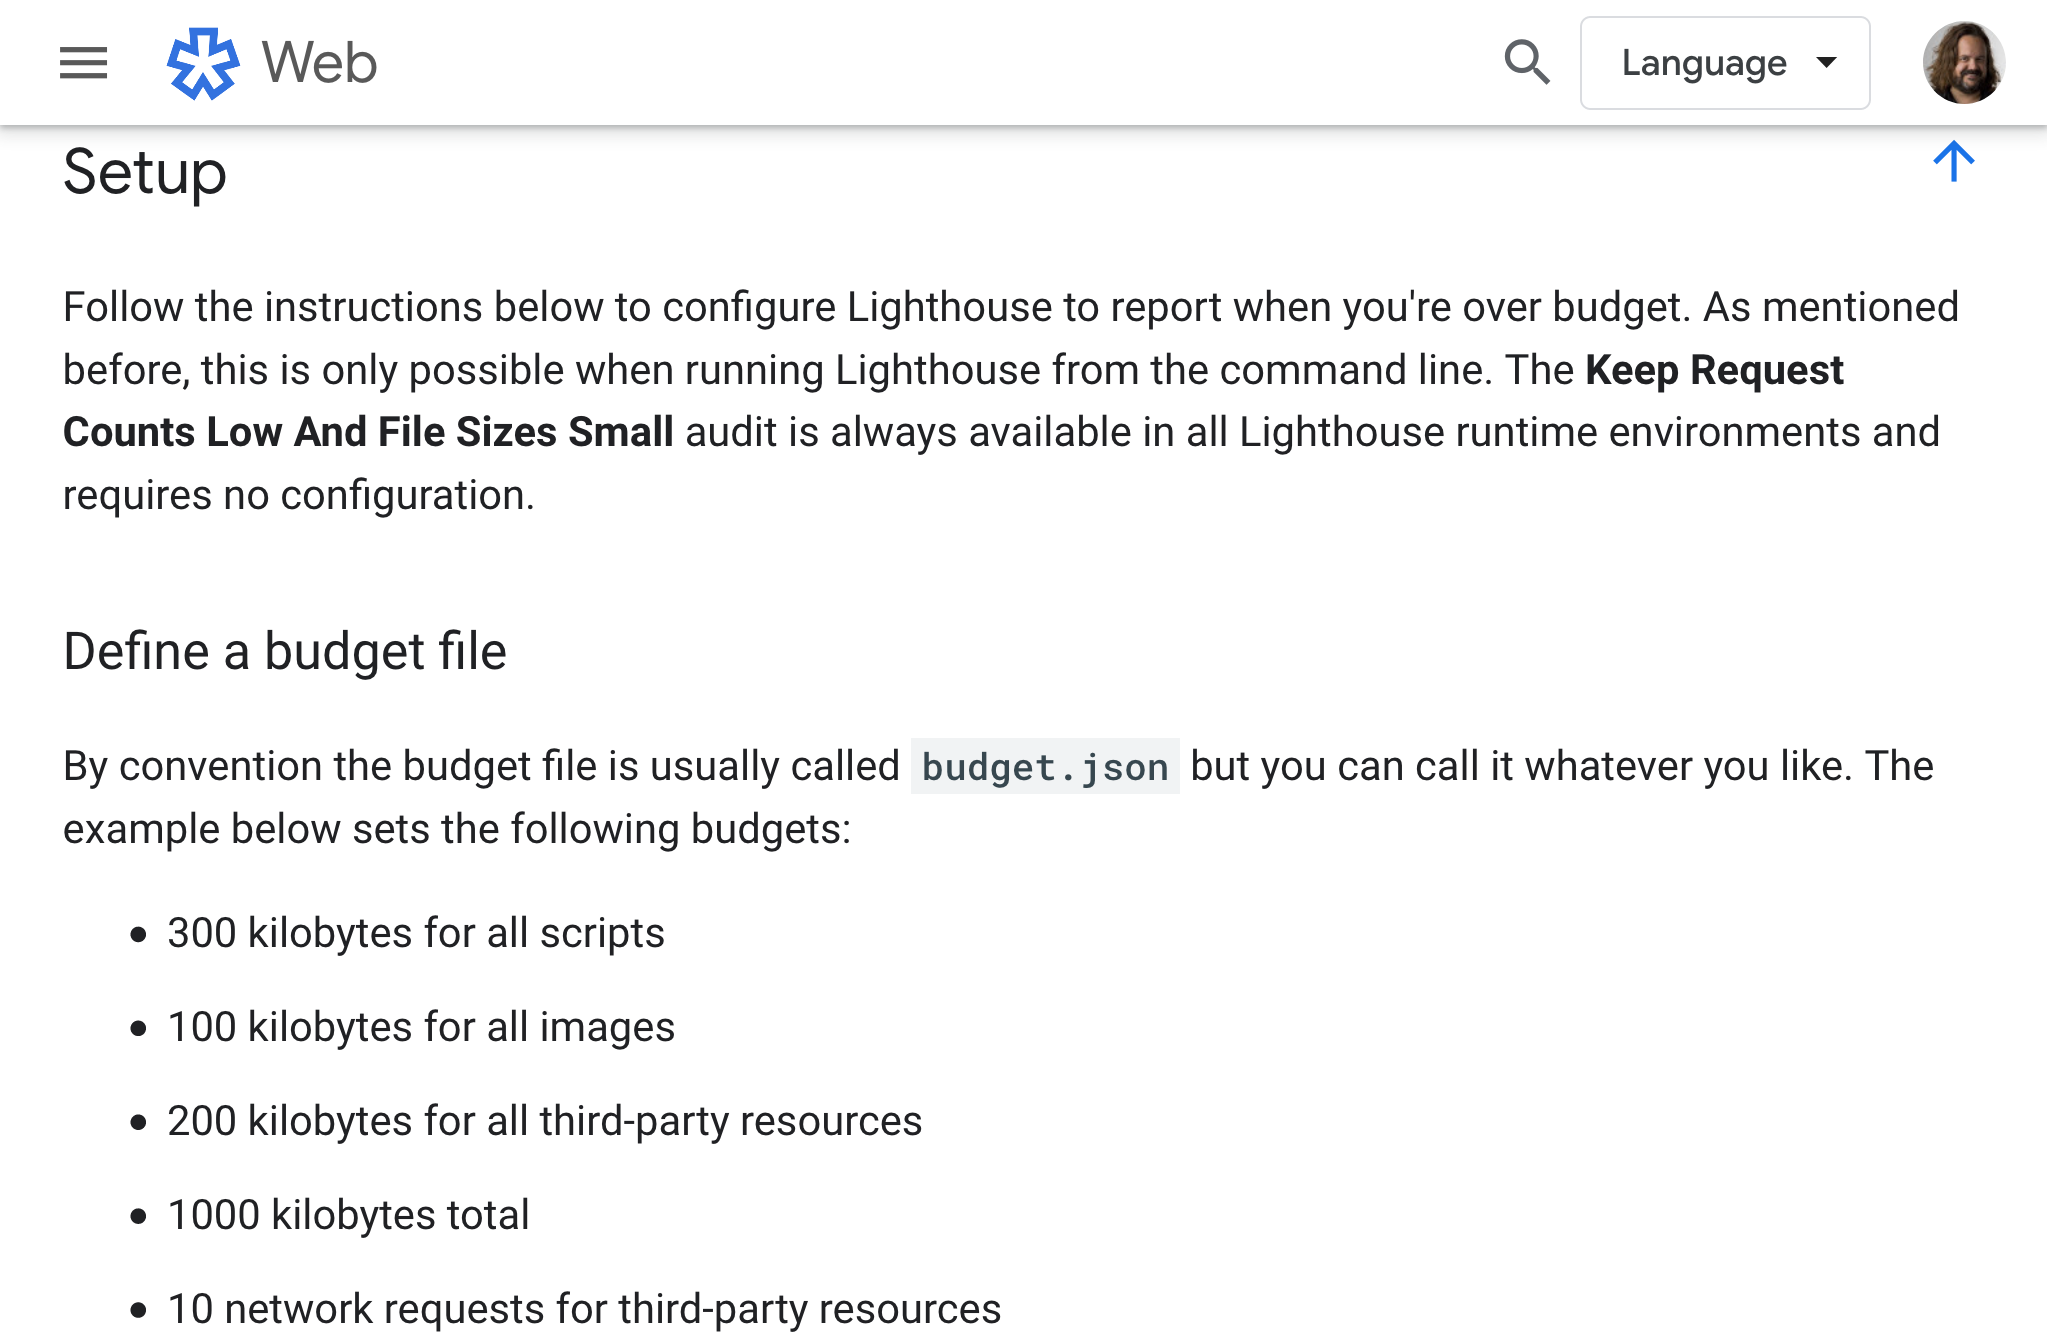 Web
Language
Setup
Follow the instructions below to configure Lighthouse to report when you're over budget. As mentioned
before, this is only possible when running Lighthouse from the command line. The Keep Request
Counts Low And File Sizes Small audit is always available in all Lighthouse runtime environments and
requires no configuration.
Define a budget file
By convention the budget file is usually called budget.json but you can call it whatever you like. The
example below sets the following budgets:
• 300 kilobytes for all scripts
• 100 kilobytes for all images
• 200 kilobytes for all third-party resources
• 1000 kilobytes total
• 10 network requests for third-party resources